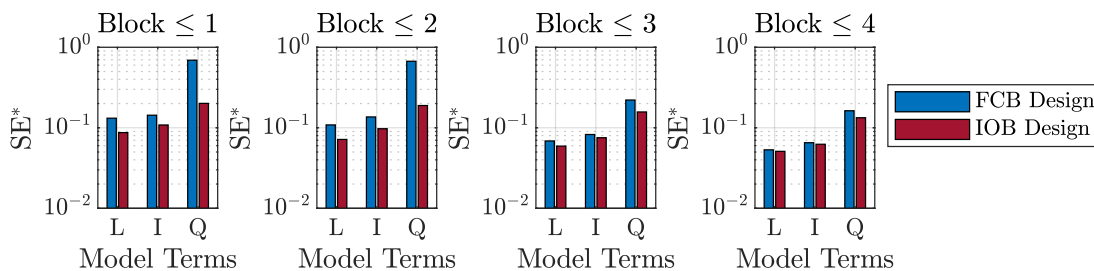 Block ≤ 1
Block ≤ 2
Block ≤ 3
Block ≤ 4
SE*
10^0
10^-1
10^-2
L I Q
Model Terms
SE*
10^0
10^-1
10^-2
L I Q
Model Terms
SE*
10^0
10^-1
10^-2
L I Q
Model Terms
SE*
10^0
10^-1
10^-2
L I Q
Model Terms
FCB Design
IOB Design